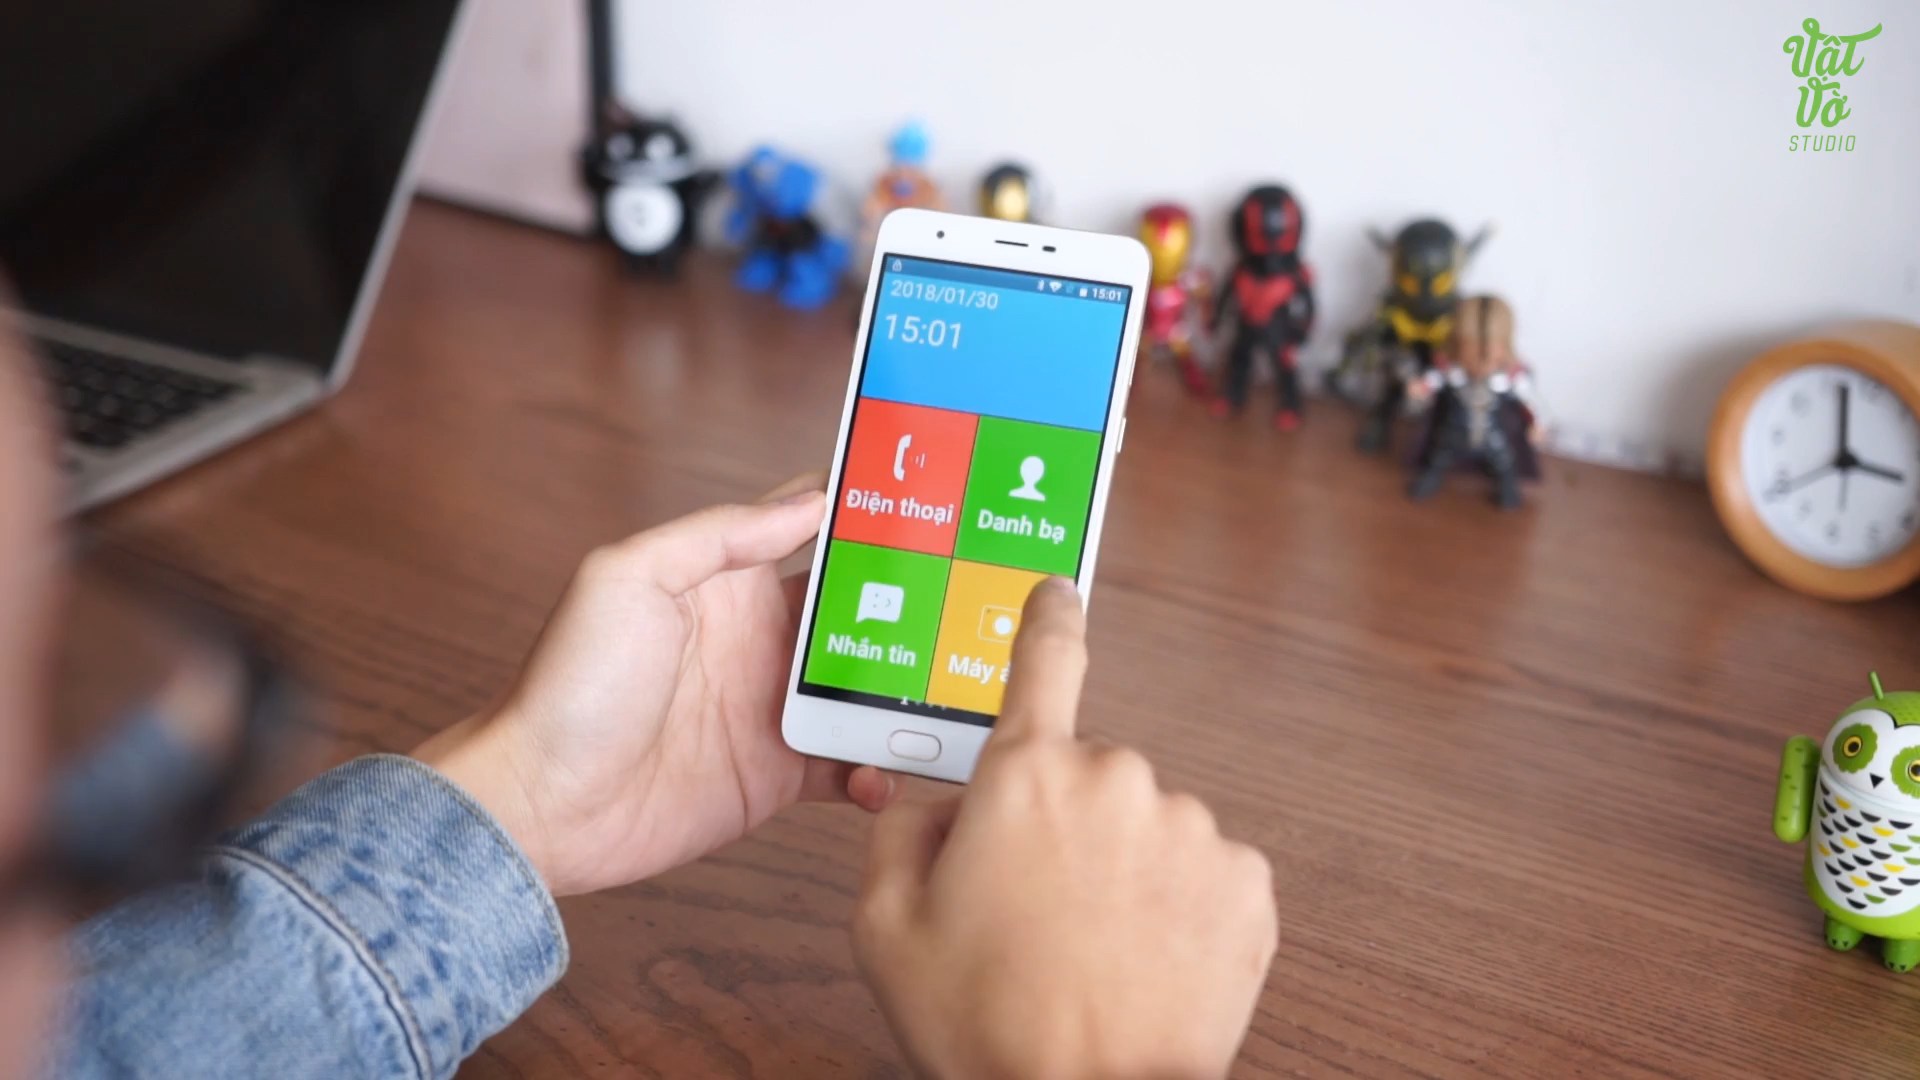 Vật
Vờ
STUDIO
15:01
2018/01/30
15:01
Điện thoại
Danh bạ
Nhắn tin
Máy